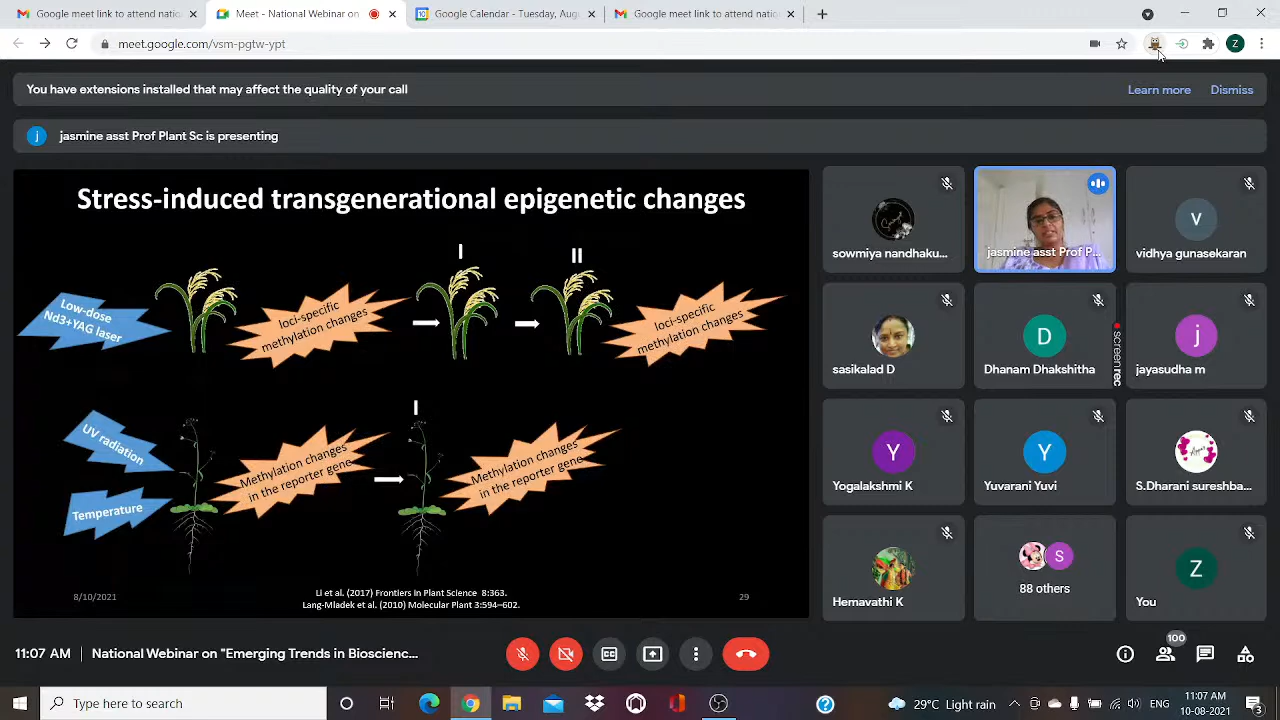 Google meet link to attend nation
Meet - National Webinar on
Google Calendar - Tuesday, Aug
Google meet link to attend natio
meet.google.com/vsm-pgtw-ypt
Z
You have extensions installed that may affect the quality of your call
Learn more
Dismiss
j
jasmine asst Prof Plant Sc is presenting
Stress-induced transgenerational epigenetic changes
I
II
Low-dose
Nd3+YAG laser
loci-specific
methylation changes
loci-specific
methylation changes
I
UV radiation
Temperature
Methylation changes
in the reporter gene
Methylation changes
in the reporter gene
8/10/2021
Li et al. (2017) Frontiers in Plant Science 8:363.
Lang-Mladek et al. (2010) Molecular Plant 3:594–602.
29
sowmiya nandhaku...
jasmine asst Prof P...
v
vidhya gunasekaran
sasikalad D
D
Dhanam Dhakshitha
j
jayasudha m
screenrec
Y
Yogalakshmi K
Y
Yuvarani Yuvi
S.Dharani sureshba...
Hemavathi K
S
88 others
Z
You
11:07 AM
National Webinar on "Emerging Trends in Bioscienc...
100
Type here to search
29°C Light rain
ENG
11:07 AM
10-08-2021
3